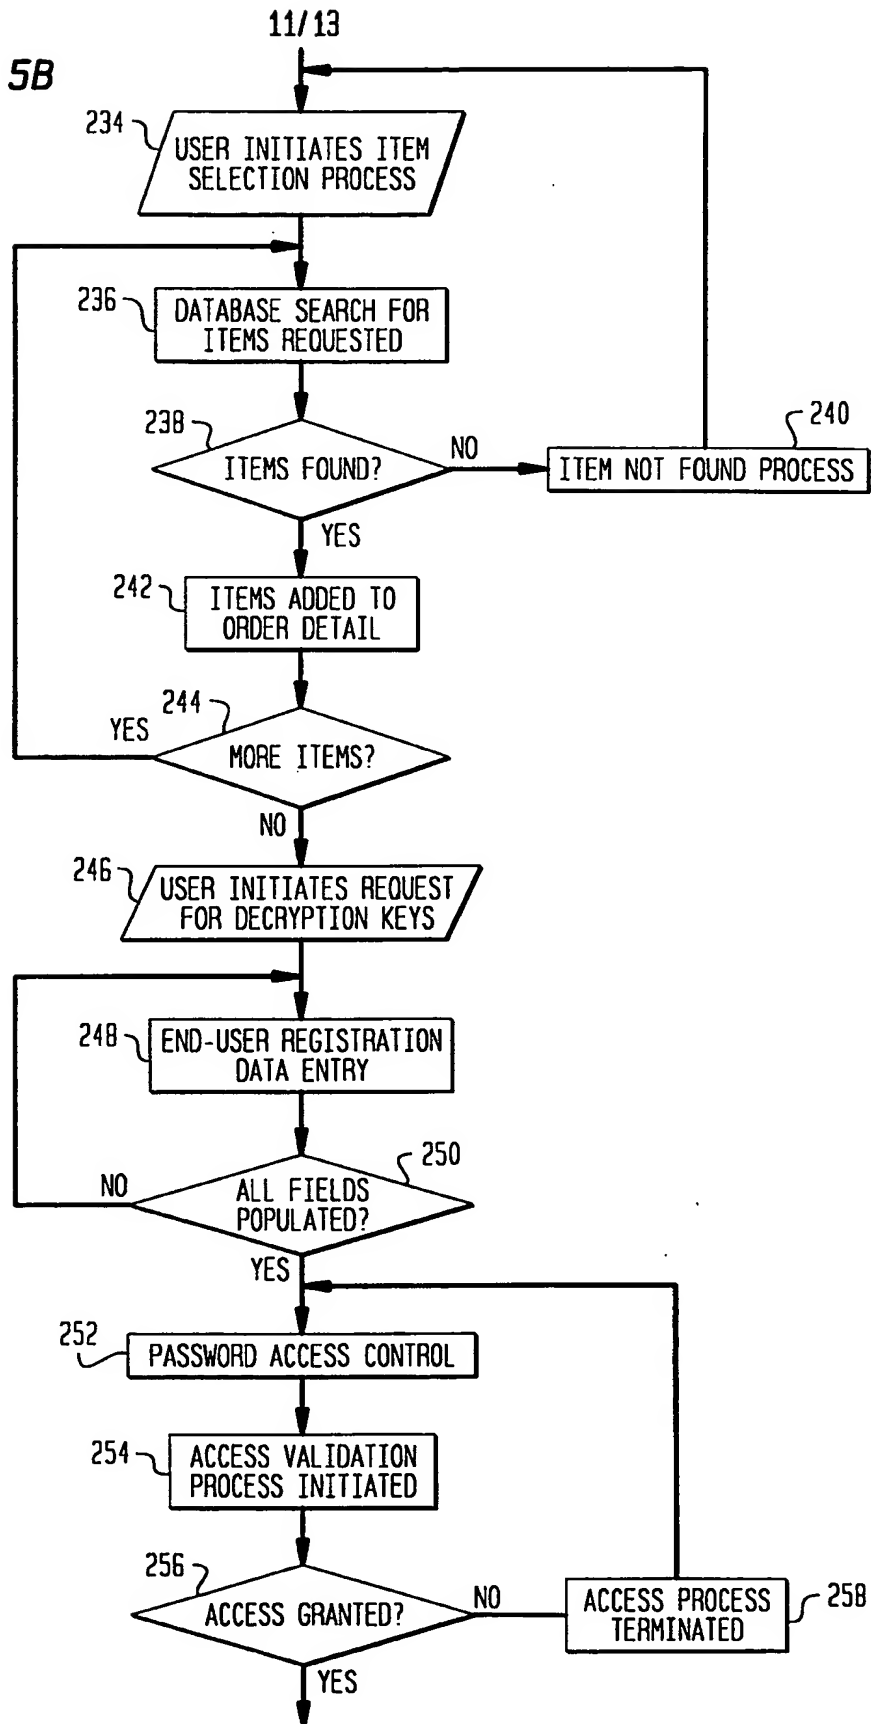 11/13
5B
234
USER INITIATES ITEM
SELECTION PROCESS
236
DATABASE SEARCH FOR
ITEMS REQUESTED
238
ITEMS FOUND?
NO
240
ITEM NOT FOUND PROCESS
YES
242
ITEMS ADDED TO
ORDER DETAIL
244
YES
MORE ITEMS?
NO
246
USER INITIATES REQUEST
FOR DECRYPTION KEYS
248
END-USER REGISTRATION
DATA ENTRY
250
NO
ALL FIELDS
POPULATED?
YES
252
PASSWORD ACCESS CONTROL
254
ACCESS VALIDATION
PROCESS INITIATED
256
ACCESS GRANTED?
NO
ACCESS PROCESS
TERMINATED
258
YES